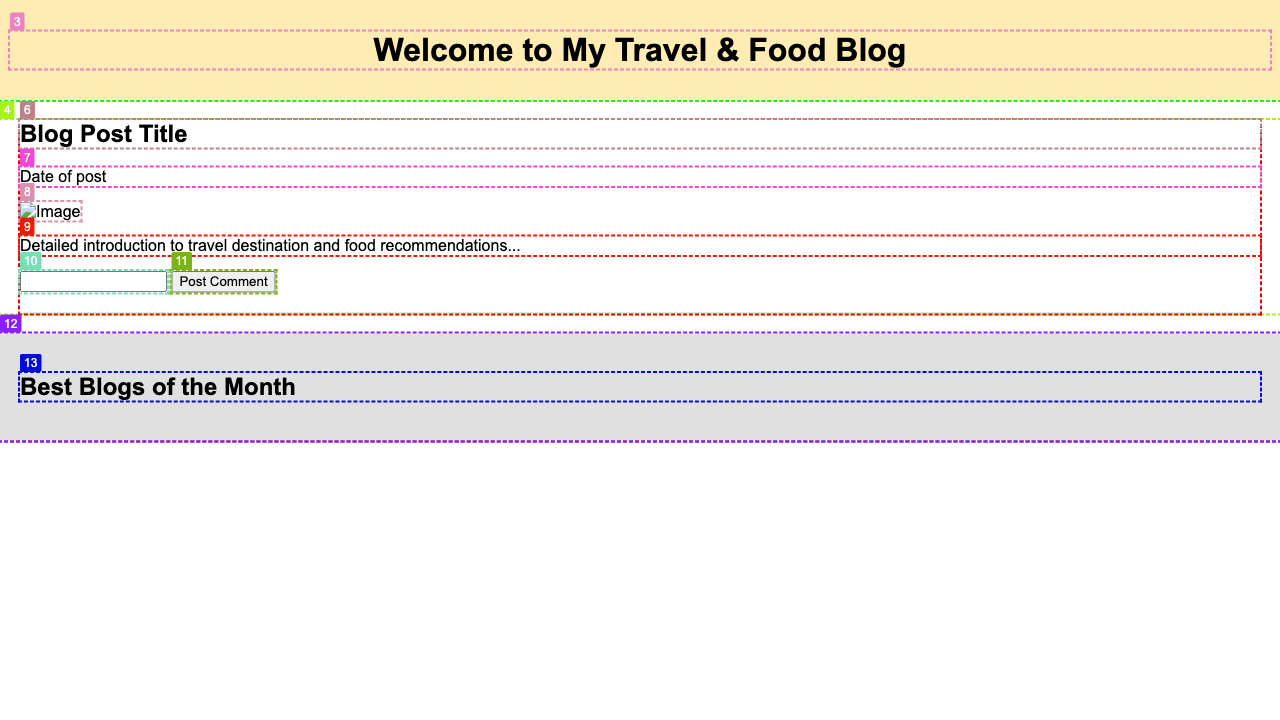 3
Welcome to My Travel & Food Blog
4 6
Blog Post Title
7
Date of post
8
Image
9
Detailed introduction to travel destination and food recommendations...
10 11
Post Comment
12
13
Best Blogs of the Month